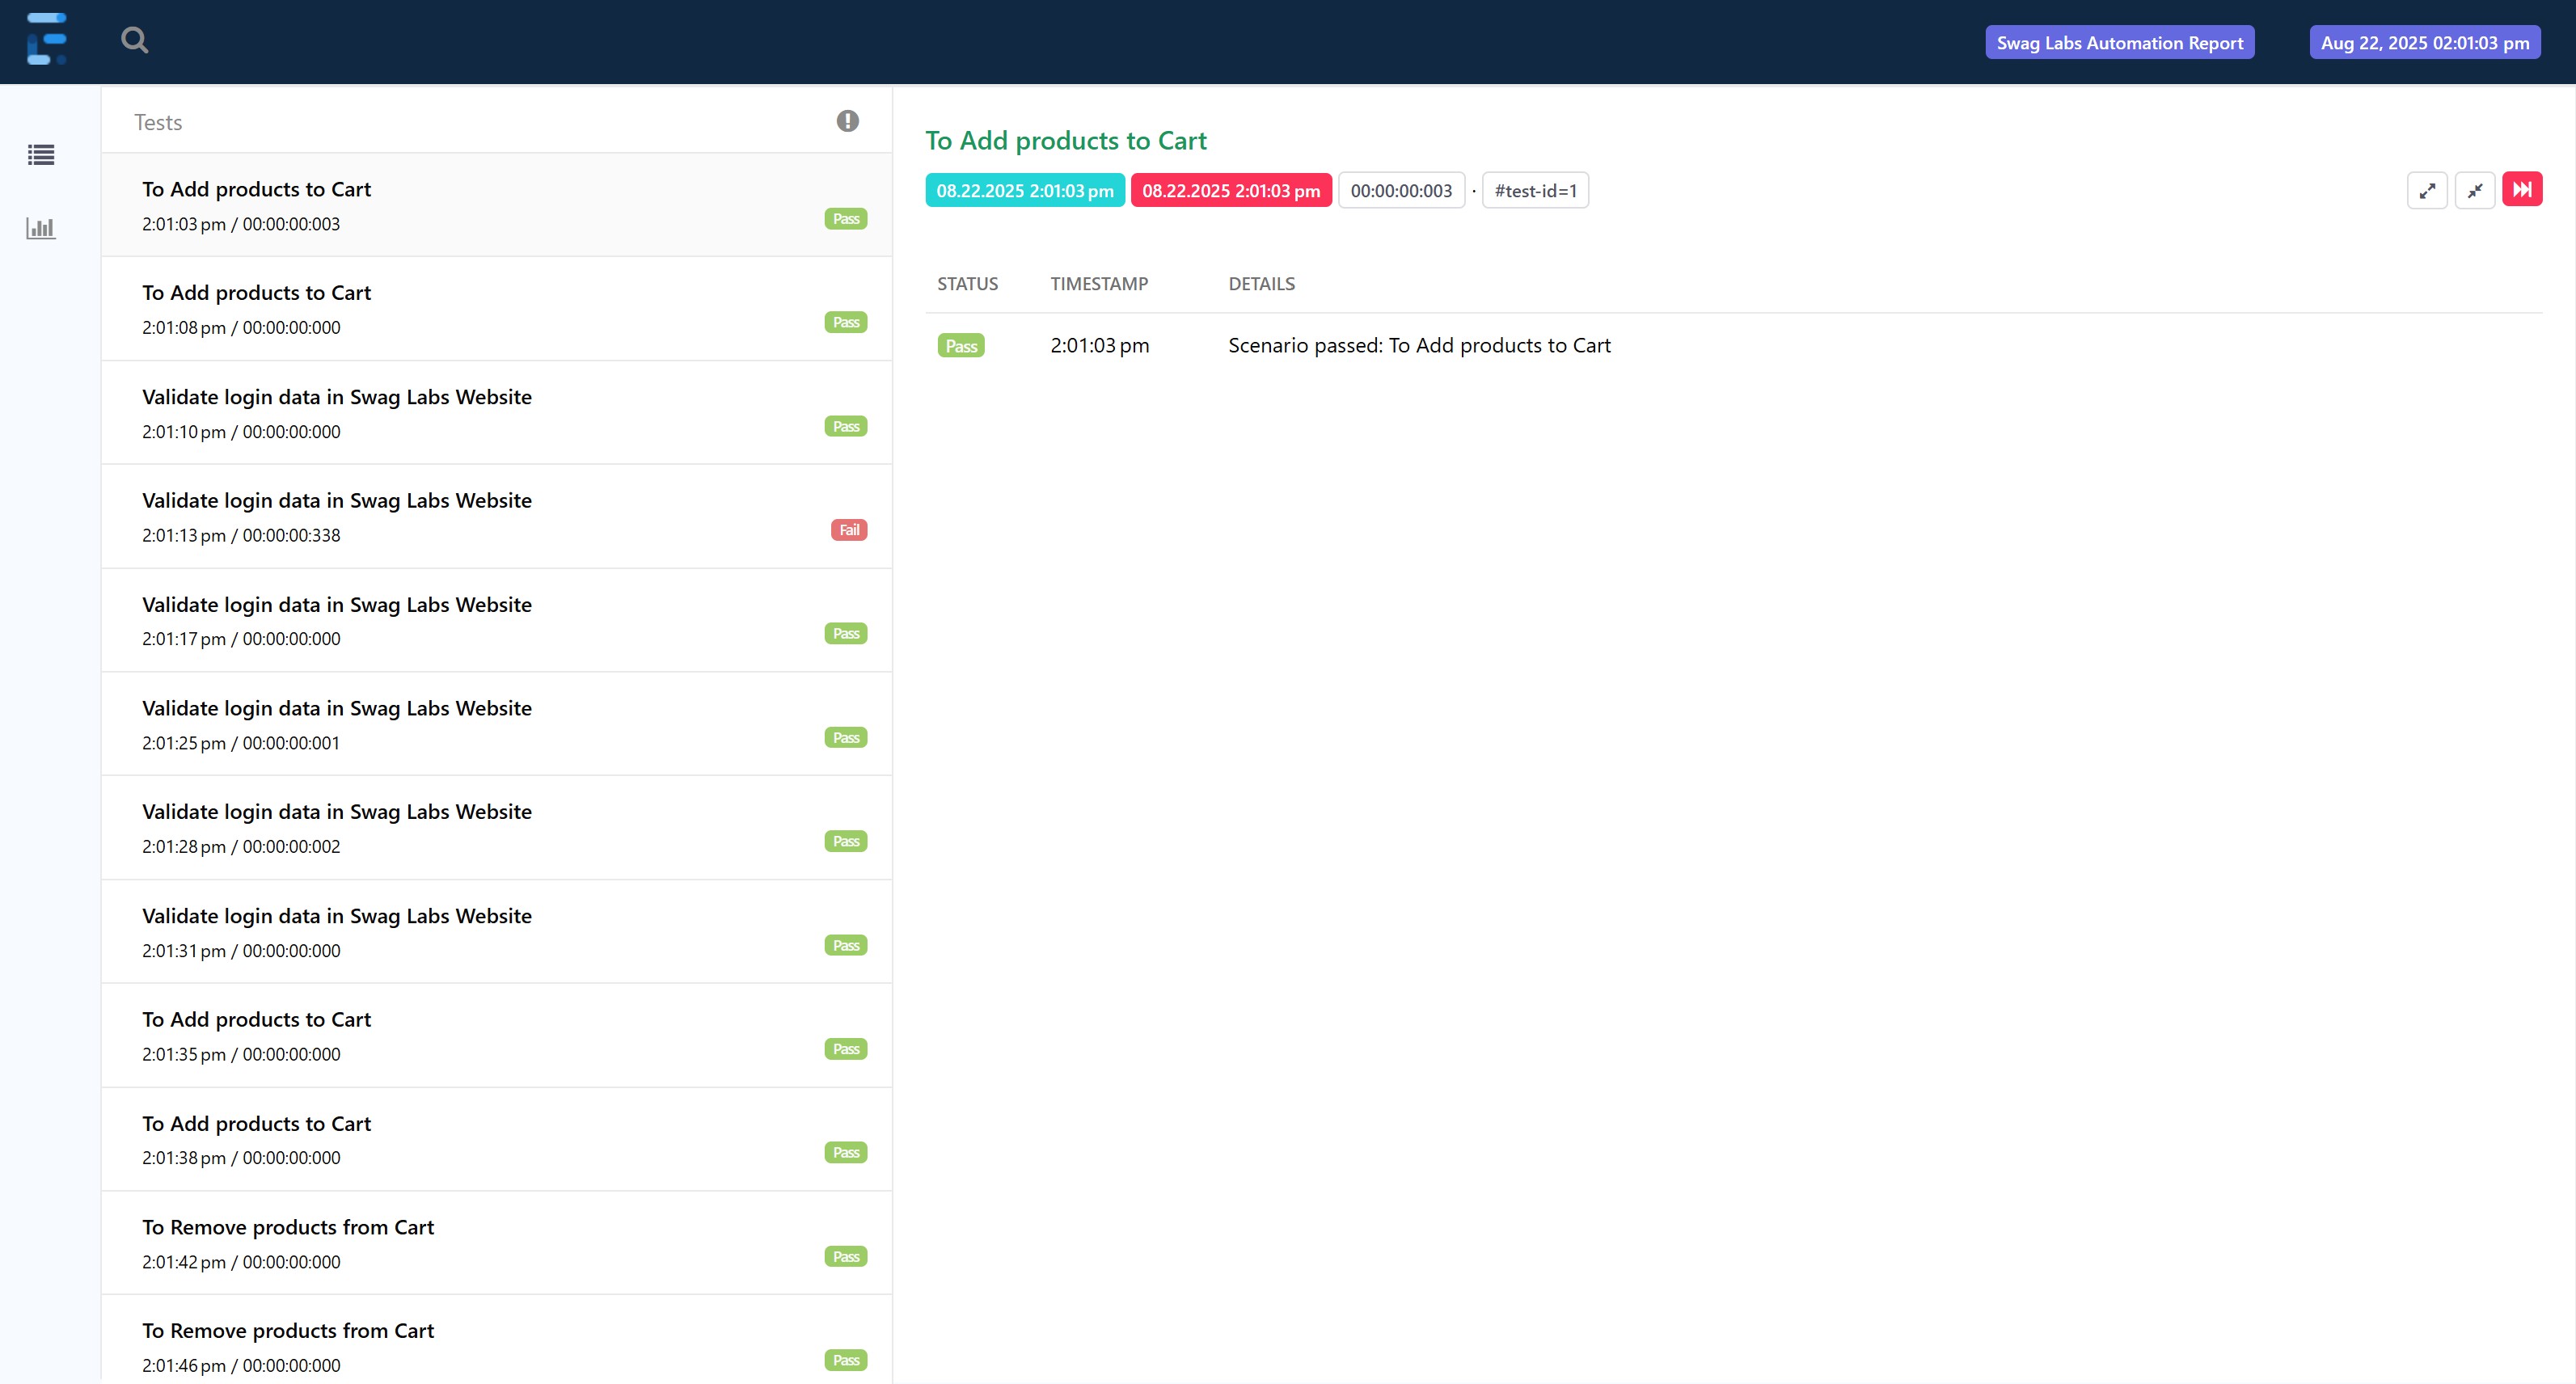 Swag Labs Automation Report
Aug 22, 2025 02:01:03 pm
Tests
To Add products to Cart
2:01:03 pm / 00:00:00:003
Pass
To Add products to Cart
2:01:08 pm / 00:00:00:000
Pass
Validate login data in Swag Labs Website
2:01:10 pm / 00:00:00:000
Pass
Validate login data in Swag Labs Website
2:01:13 pm / 00:00:00:338
Fail
Validate login data in Swag Labs Website
2:01:17 pm / 00:00:00:000
Pass
Validate login data in Swag Labs Website
2:01:25 pm / 00:00:00:001
Pass
Validate login data in Swag Labs Website
2:01:28 pm / 00:00:00:002
Pass
Validate login data in Swag Labs Website
2:01:31 pm / 00:00:00:000
Pass
To Add products to Cart
2:01:35 pm / 00:00:00:000
Pass
To Add products to Cart
2:01:38 pm / 00:00:00:000
Pass
To Remove products from Cart
2:01:42 pm / 00:00:00:000
Pass
To Remove products from Cart
2:01:46 pm / 00:00:00:000
Pass
To Add products to Cart
08.22.2025 2:01:03 pm 08.22.2025 2:01:03 pm 00:00:00:003 · #test-id=1
STATUS TIMESTAMP DETAILS
Pass 2:01:03 pm Scenario passed: To Add products to Cart